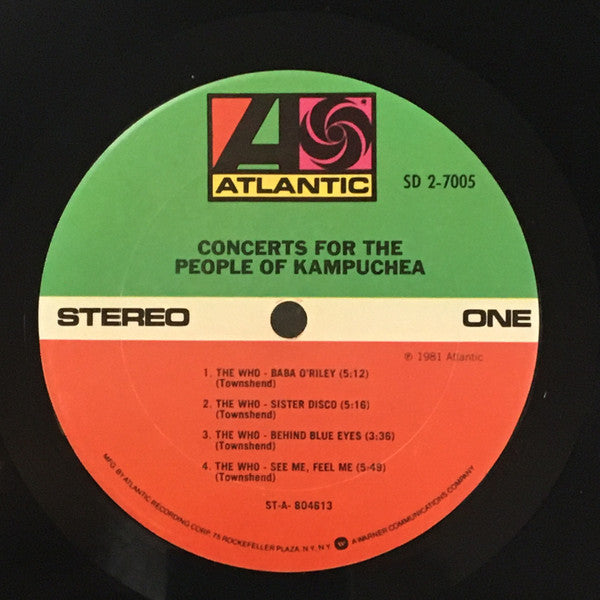 ATLANTIC
SD 2-7005
CONCERTS FOR THE
PEOPLE OF KAMPUCHEA
STEREO
ONE
℗ 1981 Atlantic
1. THE WHO - BABA O'RILEY (5:12)
(Townshend)
2. THE WHO - SISTER DISCO (5:16)
(Townshend)
3. THE WHO - BEHIND BLUE EYES (3:36)
(Townshend)
4. THE WHO - SEE ME, FEEL ME (5:48)
(Townshend)
ST-A- 804613
MFG. BY ATLANTIC RECORDING CORP. 75 ROCKEFELLER PLAZA, N.Y., N.Y. A WARNER COMMUNICATIONS COMPANY